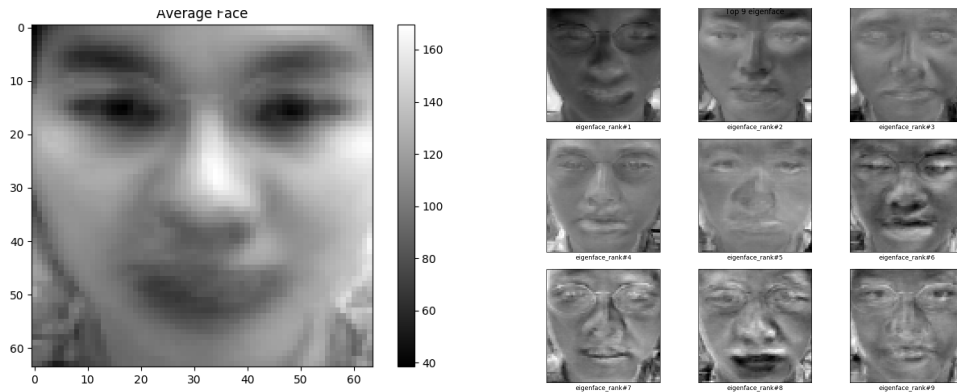 Average Face
0
10
20
30
40
50
60
0 10 20 30 40 50 60
160
140
120
100
80
60
40
Top 9 eigenface
eigenface_rank#1 eigenface_rank#2 eigenface_rank#3
eigenface_rank#4 eigenface_rank#5 eigenface_rank#6
eigenface_rank#7 eigenface_rank#8 eigenface_rank#9